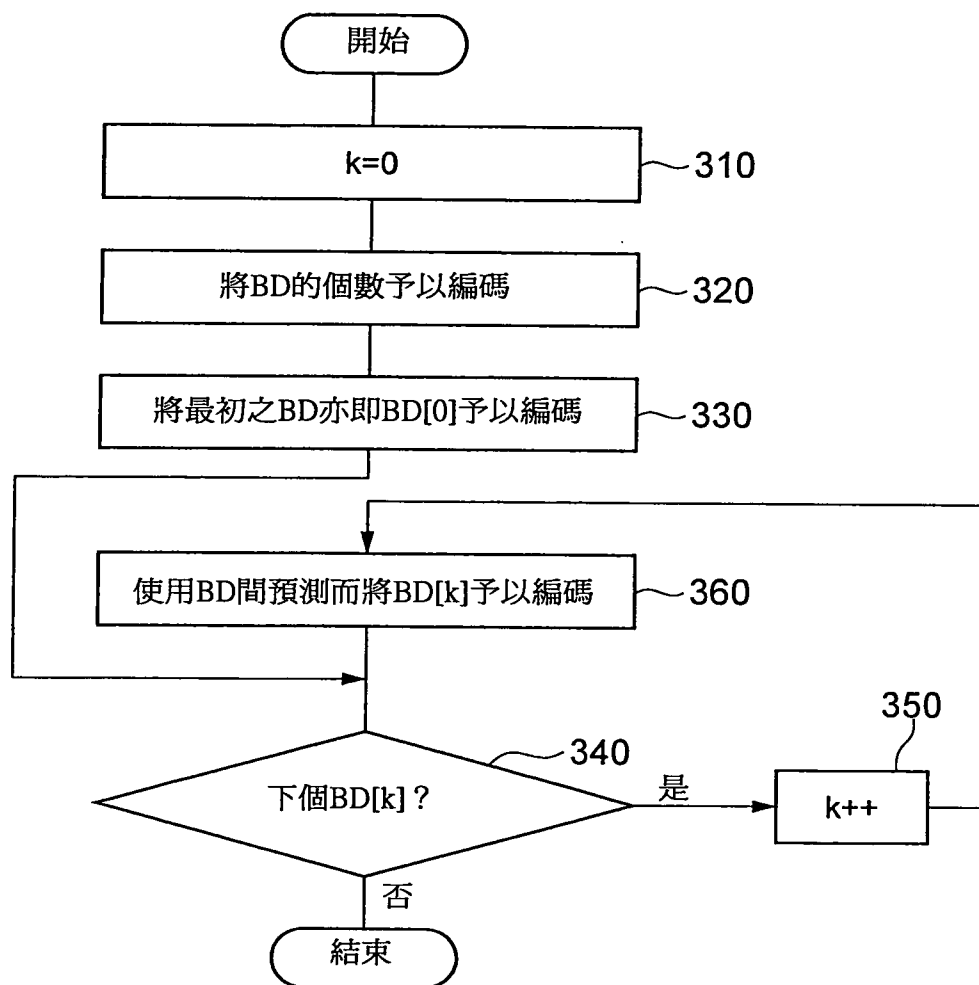 開始
k=0
310
將BD的個數予以編碼
320
將最初之BD亦即BD[0]予以編碼
330
使用BD間預測而將BD[k]予以編碼
360
350
340
下個BD[k]？
是
k++
否
結束